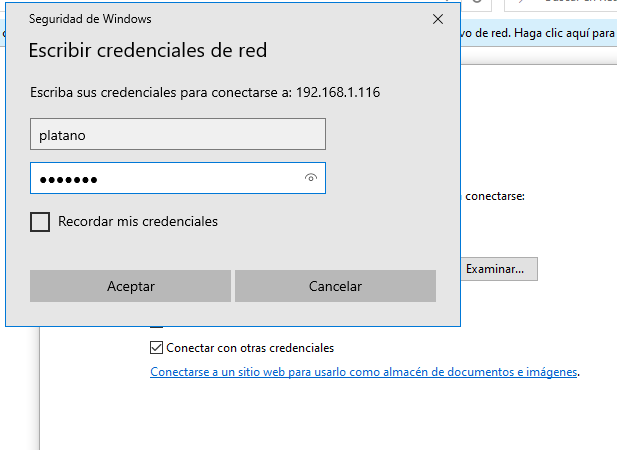 Seguridad de Windows
Escribir credenciales de red
vo de red. Haga clic aquí para
Escriba sus credenciales para conectarse a: 192.168.1.116
platano
●●●●●●●
conectarse:
Recordar mis credenciales
Examinar...
Aceptar
Cancelar
Conectar con otras credenciales
Conectarse a un sitio web para usarlo como almacén de documentos e imágenes.